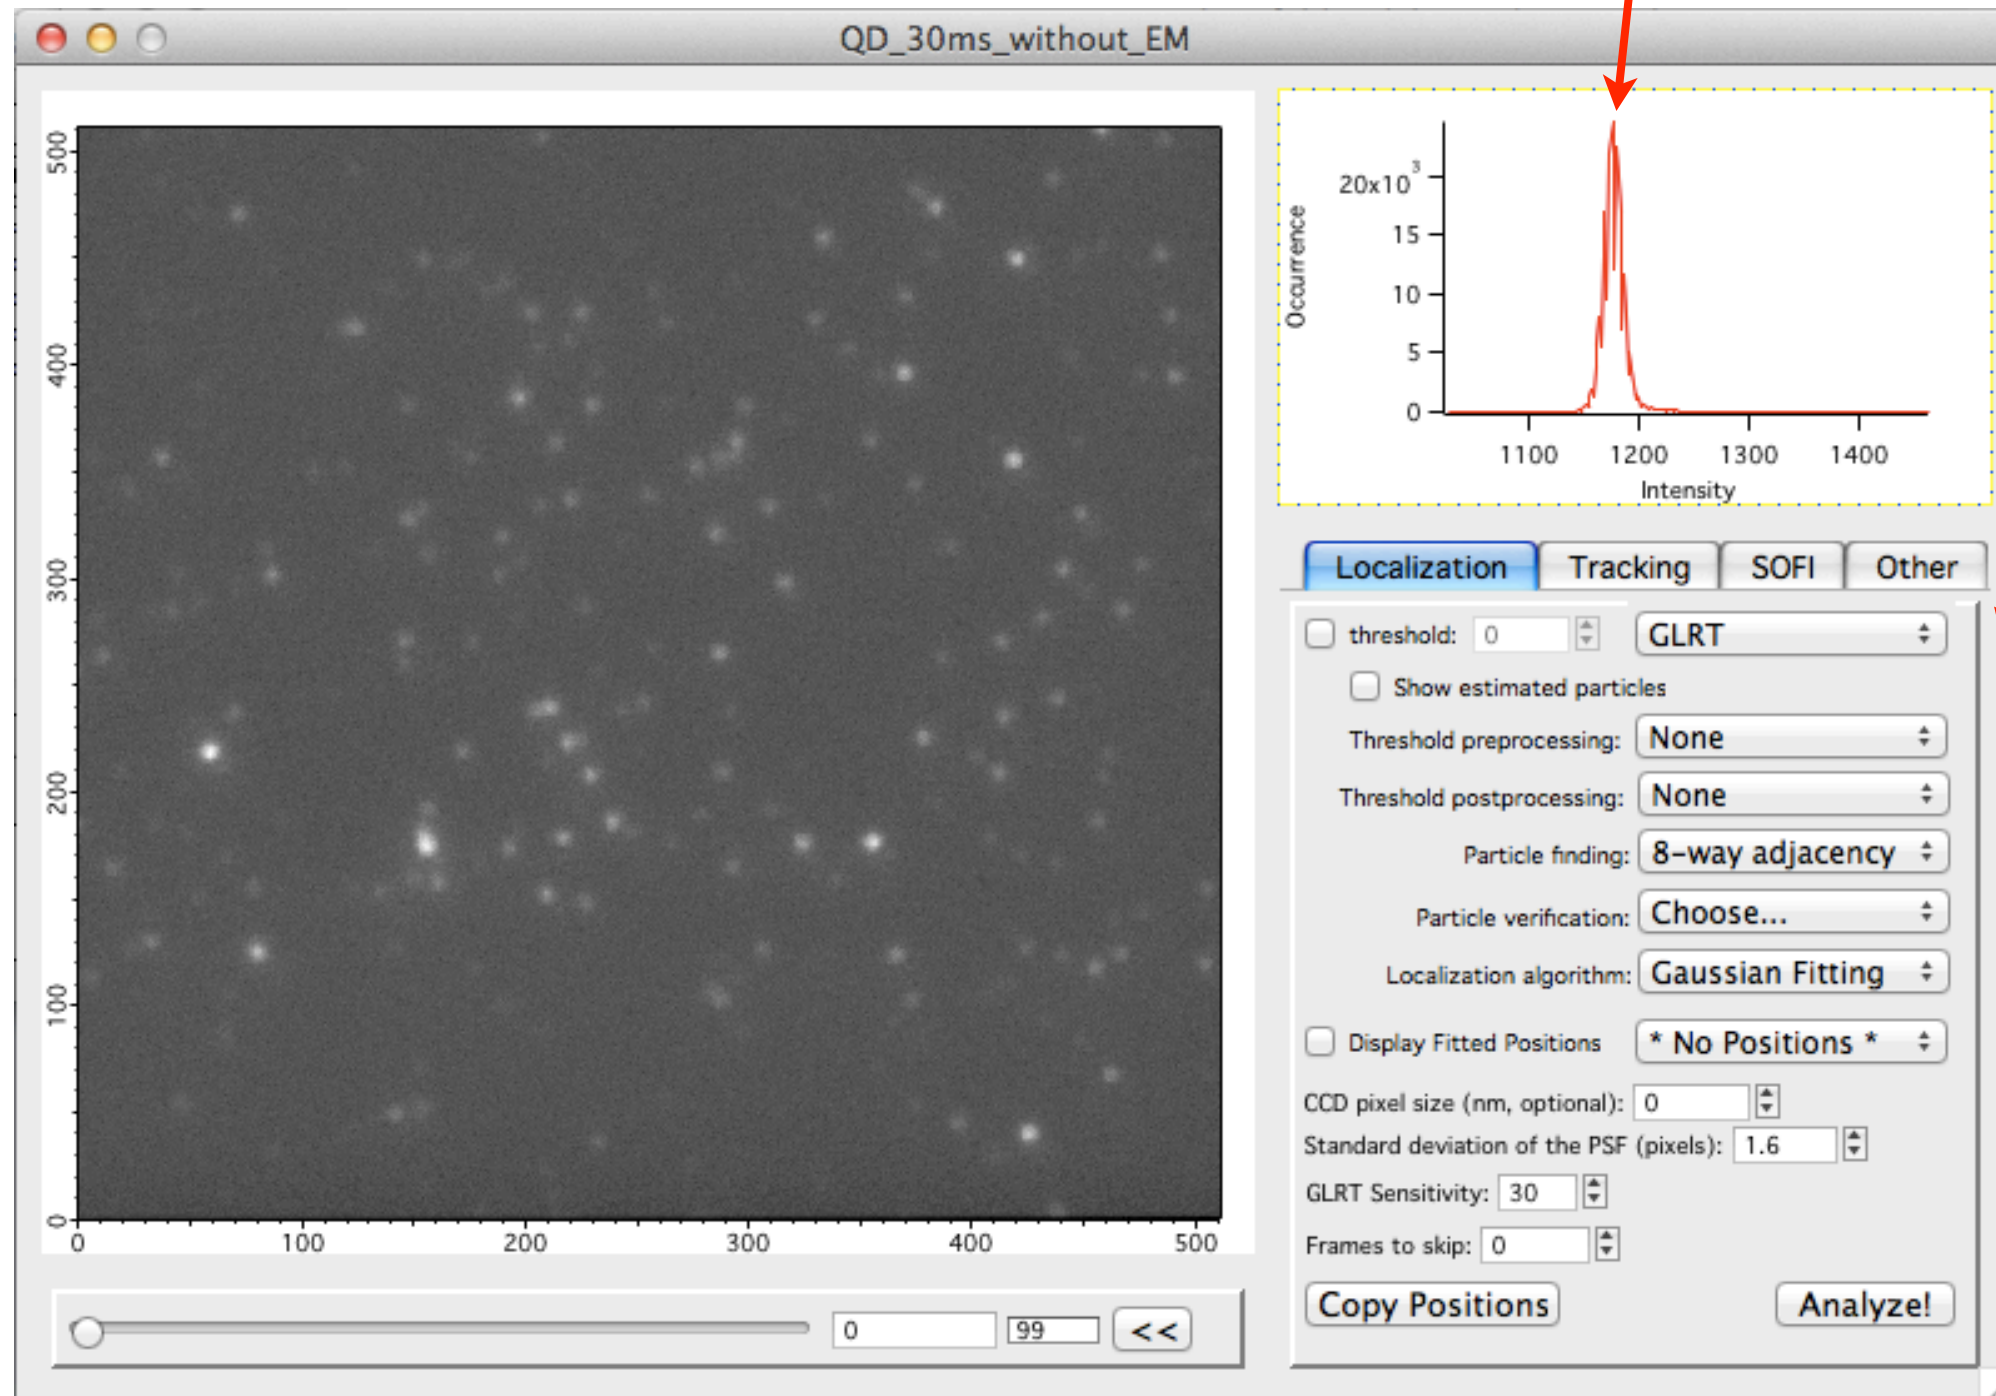 QD_30ms_without_EM
500
400
300
200
100
0
0 100 200 300 400 500
0 99 <<
20x10³
15
10
5
0
Occurrence
1100 1200 1300 1400
Intensity
Localization Tracking SOFI Other
threshold: 0 GLRT
Show estimated particles
Threshold preprocessing: None
Threshold postprocessing: None
Particle finding: 8-way adjacency
Particle verification: Choose...
Localization algorithm: Gaussian Fitting
Display Fitted Positions * No Positions *
CCD pixel size (nm, optional): 0
Standard deviation of the PSF (pixels): 1.6
GLRT Sensitivity: 30
Frames to skip: 0
Copy Positions Analyze!